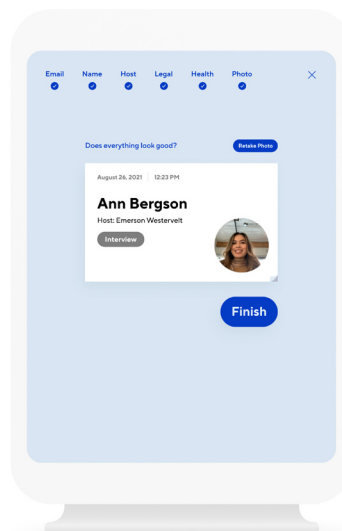 Email Name Host Legal Health Photo
Does everything look good? Retake Photo
August 26, 2021 12:23 PM
Ann Bergson
Host: Emerson Westervelt
Interview
Finish